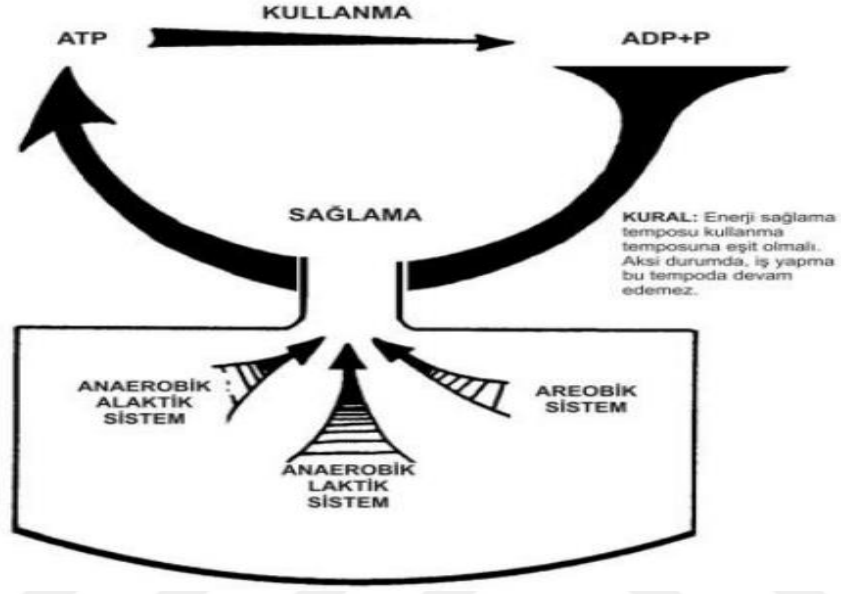 KULLANMA
ATP
ADP+P
SAĞLAMA
KURAL: Enerji sağlama
temposu kullanma
temposuna eşit olmalı.
Aksi durumda, iş yapma
bu tempoda devam
edemez.
ANAEROBİK
ALAKTİK
SİSTEM
ANAEROBİK
LAKTİK
SİSTEM
AREOBİK
SİSTEM